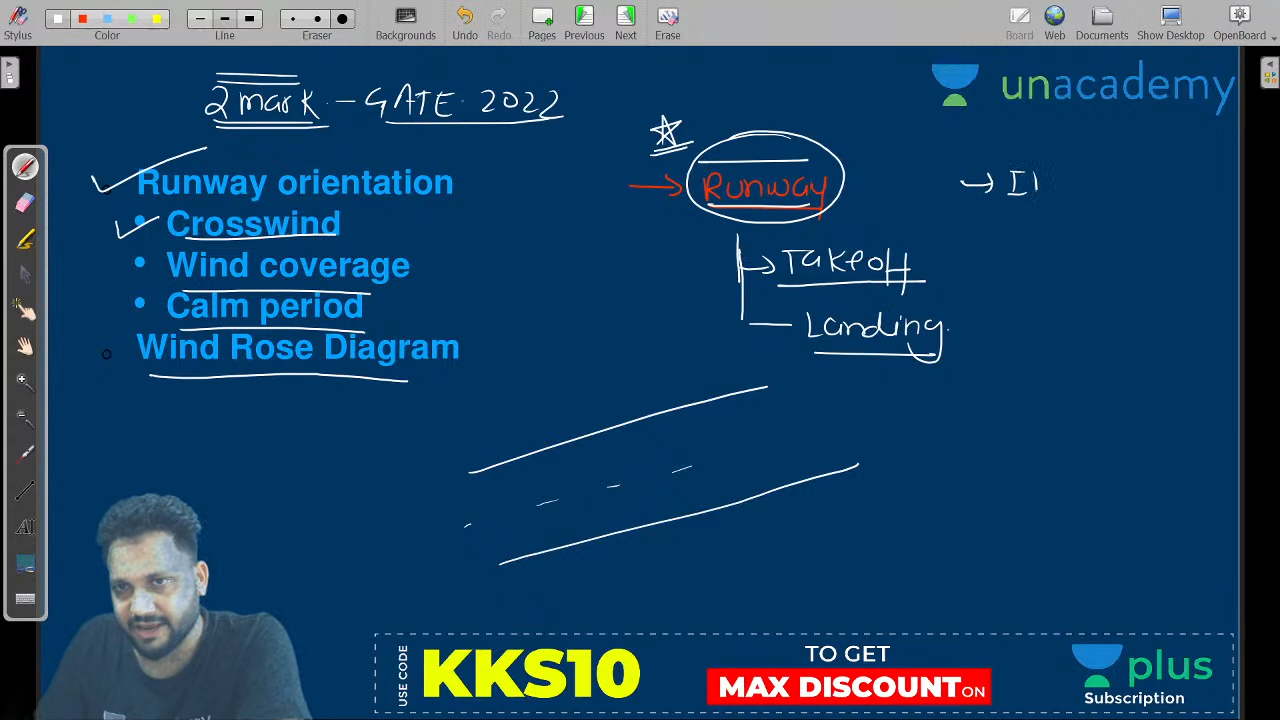 Stylus
Color
Line
Eraser
Backgrounds
Undo
Redo
Pages
Previous
Next
Erase
Board
Web
Documents
Show Desktop
OpenBoard
unacademy
2 mark - GATE 2022
Runway orientation
• Crosswind
• Wind coverage
• Calm period
Wind Rose Diagram
Runway
Takeoff
Landing
USE CODE
KKS10
TO GET
MAX DISCOUNT ON
plus
Subscription